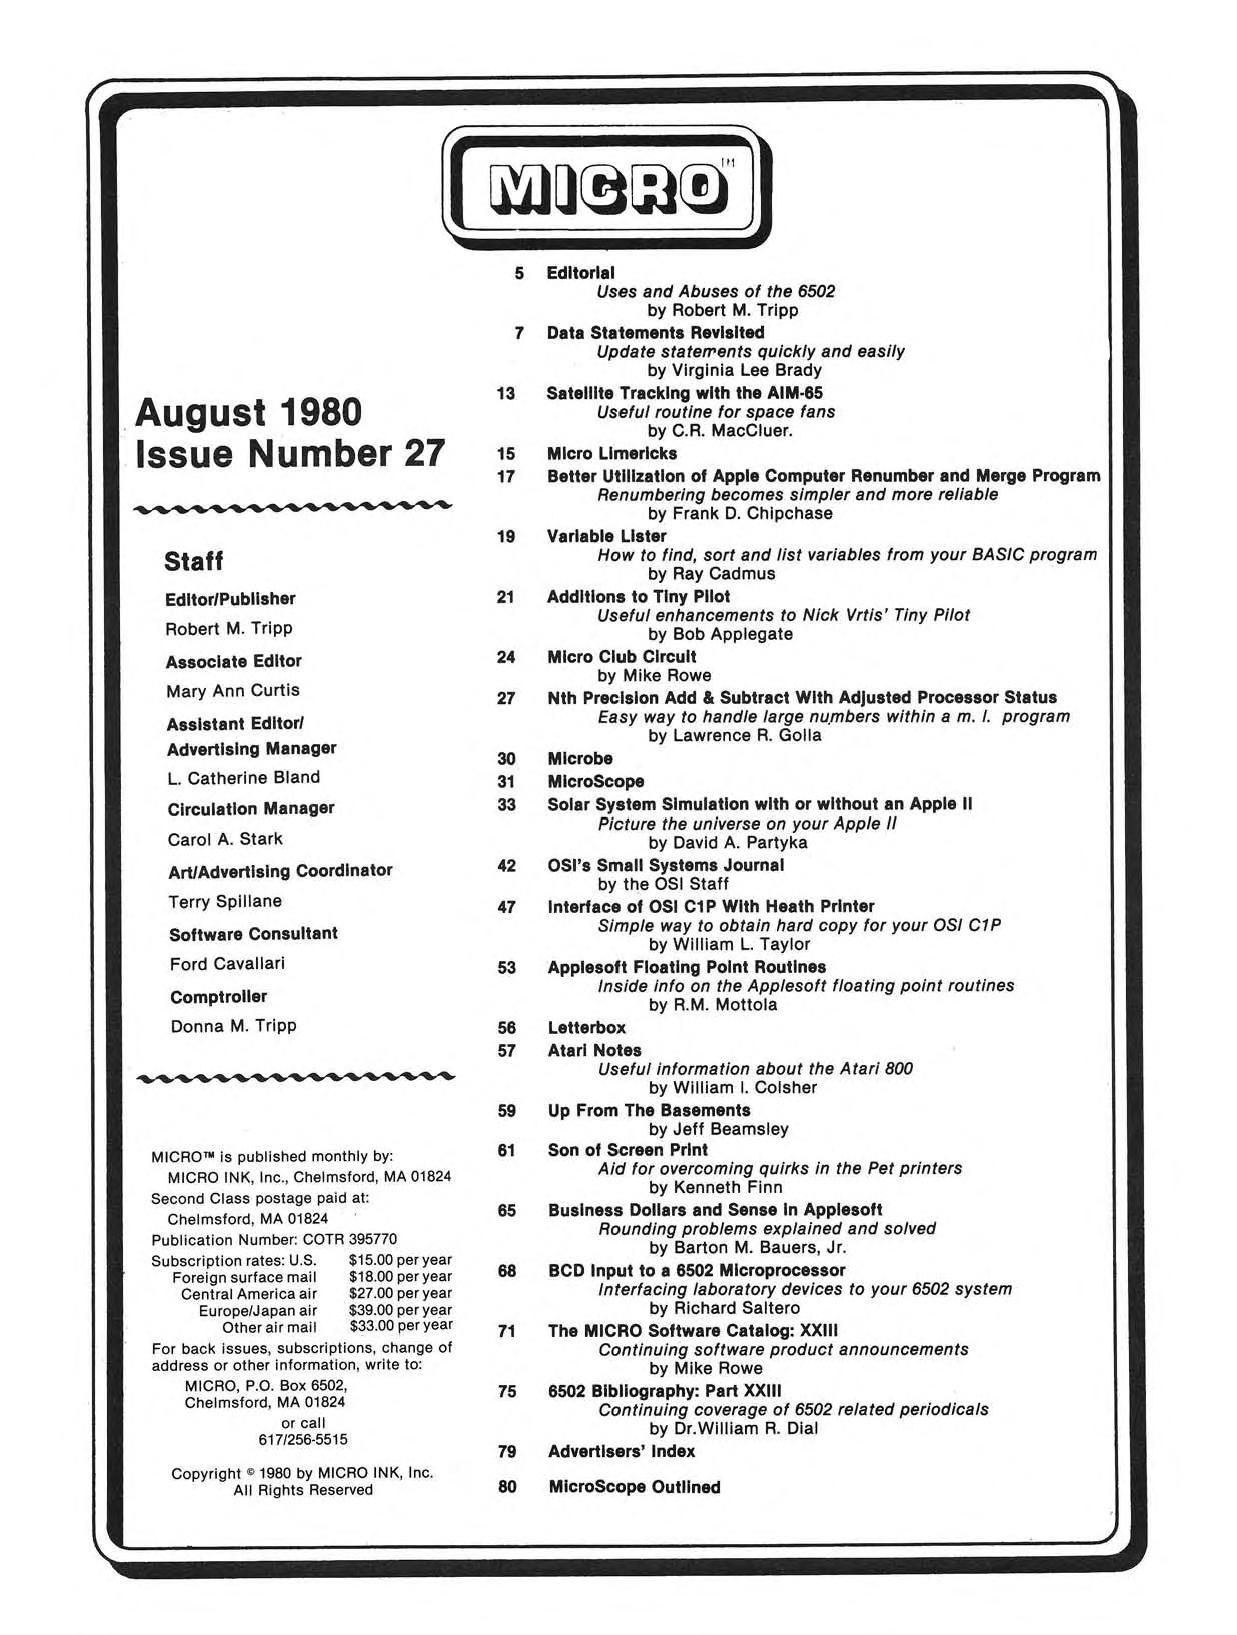 MICRO™
August 1980
Issue Number 27
Staff
Editor/Publisher
Robert M. Tripp
Associate Editor
Mary Ann Curtis
Assistant Editor/
Advertising Manager
L. Catherine Bland
Circulation Manager
Carol A. Stark
Art/Advertising Coordinator
Terry Spillane
Software Consultant
Ford Cavallari
Comptroller
Donna M. Tripp
MICRO™ is published monthly by:
MICRO INK, Inc., Chelmsford, MA 01824
Second Class postage paid at:
Chelmsford, MA 01824
Publication Number: COTR 395770
Subscription rates: U.S. $15.00 per year
Foreign surface mail $18.00 per year
Central America air $27.00 per year
Europe/Japan air $39.00 per year
Other air mail $33.00 per year
For back issues, subscriptions, change of
address or other information, write to:
MICRO, P.O. Box 6502,
Chelmsford, MA 01824
or call
617/256-5515
Copyright © 1980 by MICRO INK, Inc.
All Rights Reserved
5 Editorial
Uses and Abuses of the 6502
by Robert M. Tripp
7 Data Statements Revisited
Update statements quickly and easily
by Virginia Lee Brady
13 Satellite Tracking with the AIM-65
Useful routine for space fans
by C.R. MacCluer.
15 Micro Limericks
17 Better Utilization of Apple Computer Renumber and Merge Program
Renumbering becomes simpler and more reliable
by Frank D. Chipchase
19 Variable Lister
How to find, sort and list variables from your BASIC program
by Ray Cadmus
21 Additions to Tiny Pilot
Useful enhancements to Nick Vrtis' Tiny Pilot
by Bob Applegate
24 Micro Club Circuit
by Mike Rowe
27 Nth Precision Add & Subtract With Adjusted Processor Status
Easy way to handle large numbers within a m. l. program
by Lawrence R. Golla
30 Microbe
31 MicroScope
33 Solar System Simulation with or without an Apple II
Picture the universe on your Apple II
by David A. Partyka
42 OSI's Small Systems Journal
by the OSI Staff
47 Interface of OSI C1P With Heath Printer
Simple way to obtain hard copy for your OSI C1P
by William L. Taylor
53 Applesoft Floating Point Routines
Inside info on the Applesoft floating point routines
by R.M. Mottola
56 Letterbox
57 Atari Notes
Useful information about the Atari 800
by William I. Colsher
59 Up From The Basements
by Jeff Beamsley
61 Son of Screen Print
Aid for overcoming quirks in the Pet printers
by Kenneth Finn
65 Business Dollars and Sense in Applesoft
Rounding problems explained and solved
by Barton M. Bauers, Jr.
68 BCD Input to a 6502 Microprocessor
Interfacing laboratory devices to your 6502 system
by Richard Saltero
71 The MICRO Software Catalog: XXIII
Continuing software product announcements
by Mike Rowe
75 6502 Bibliography: Part XXIII
Continuing coverage of 6502 related periodicals
by Dr.William R. Dial
79 Advertisers' Index
80 MicroScope Outlined